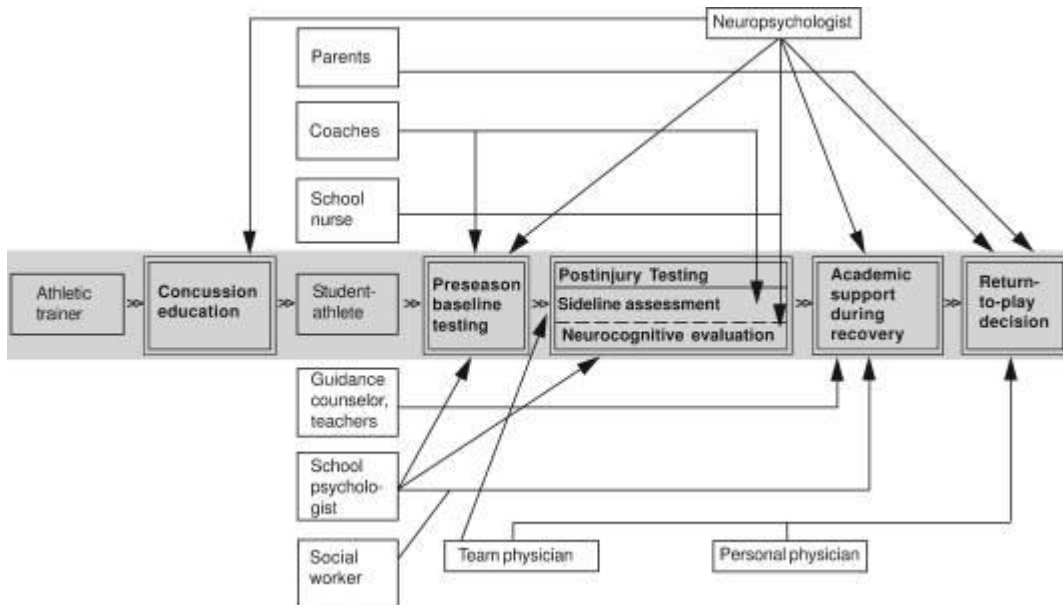 Neuropsychologist
Parents
Coaches
School
nurse
Athletic
trainer
Concussion
education
Student-
athlete
Preseason
baseline
testing
Postinjury Testing
Sideline assessment
Neurocognitive evaluation
Academic
support
during
recovery
Return-
to-play
decision
Guidance
counselor,
teachers
School
psycholo-
gist
Social
worker
Team physician
Personal physician